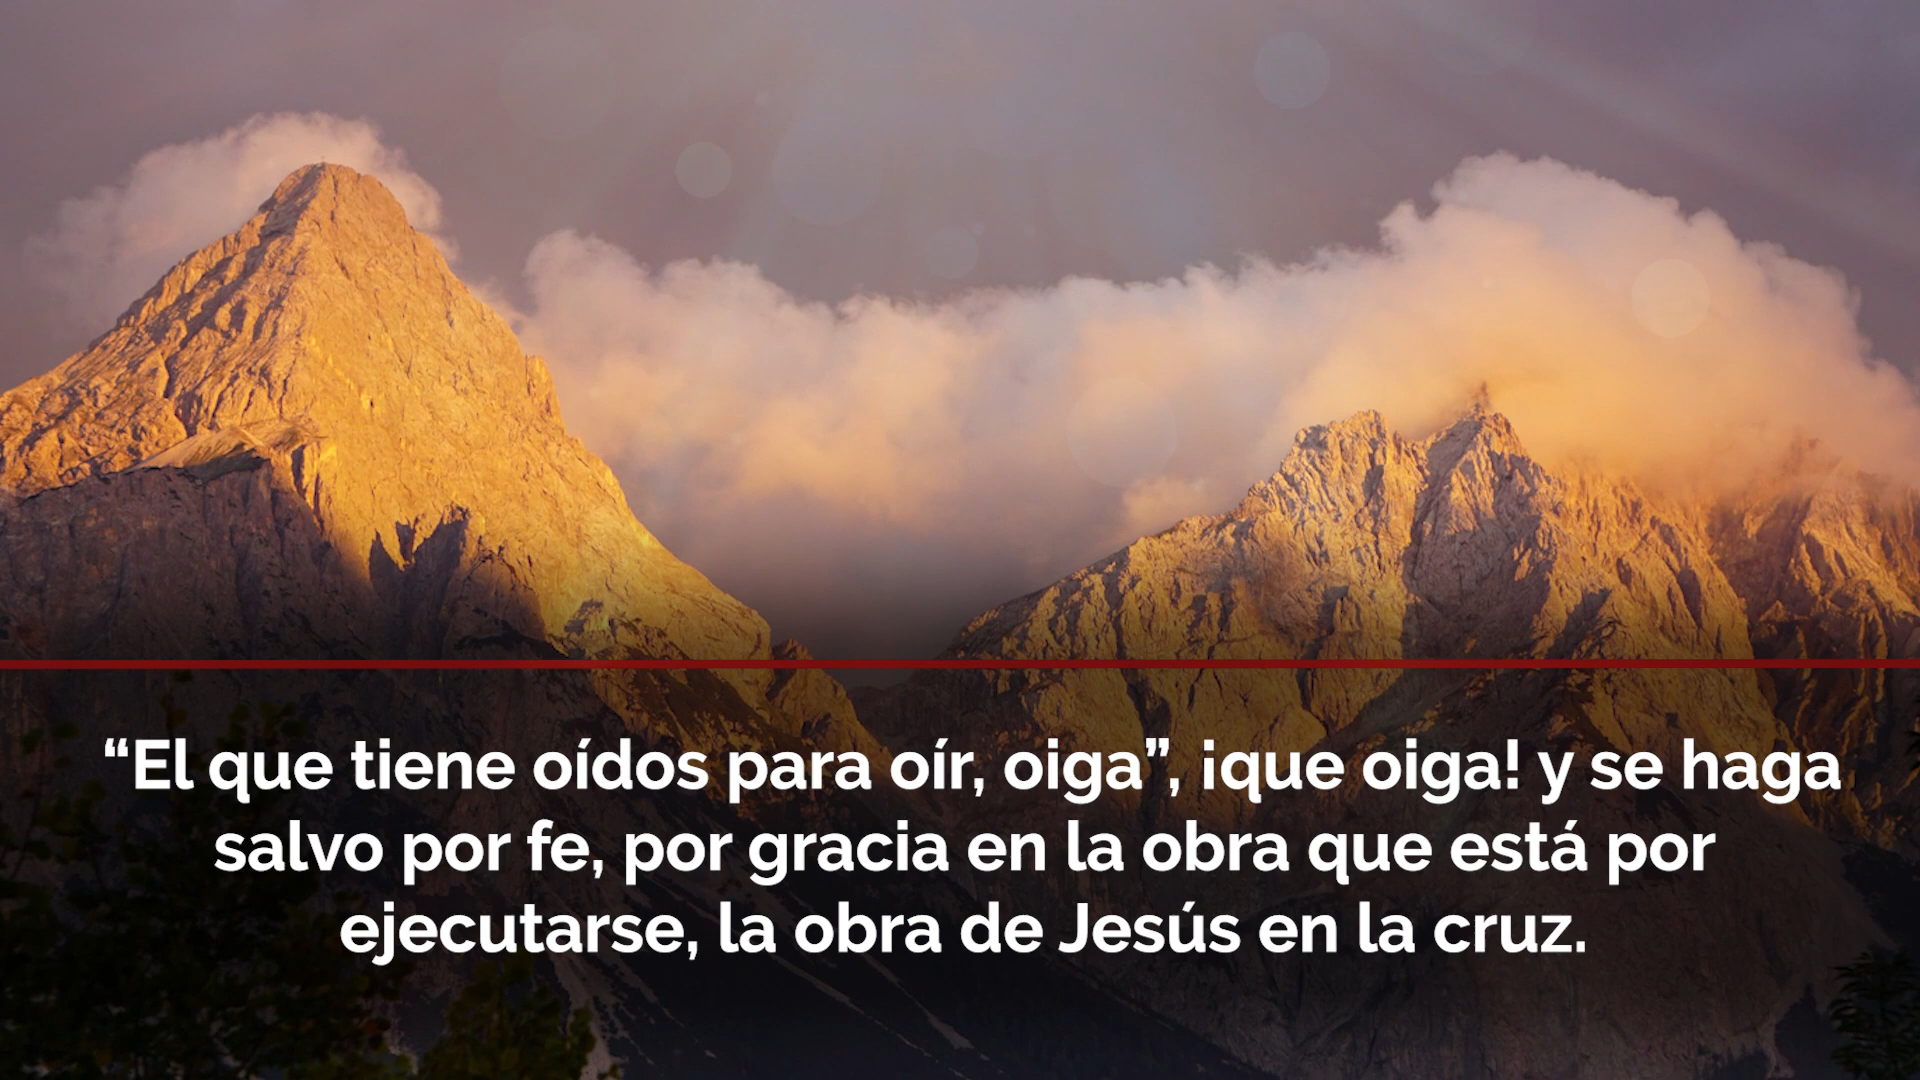 “El que tiene oídos para oír, oiga”, ¡que oiga! y se haga
salvo por fe, por gracia en la obra que está por
ejecutarse, la obra de Jesús en la cruz.